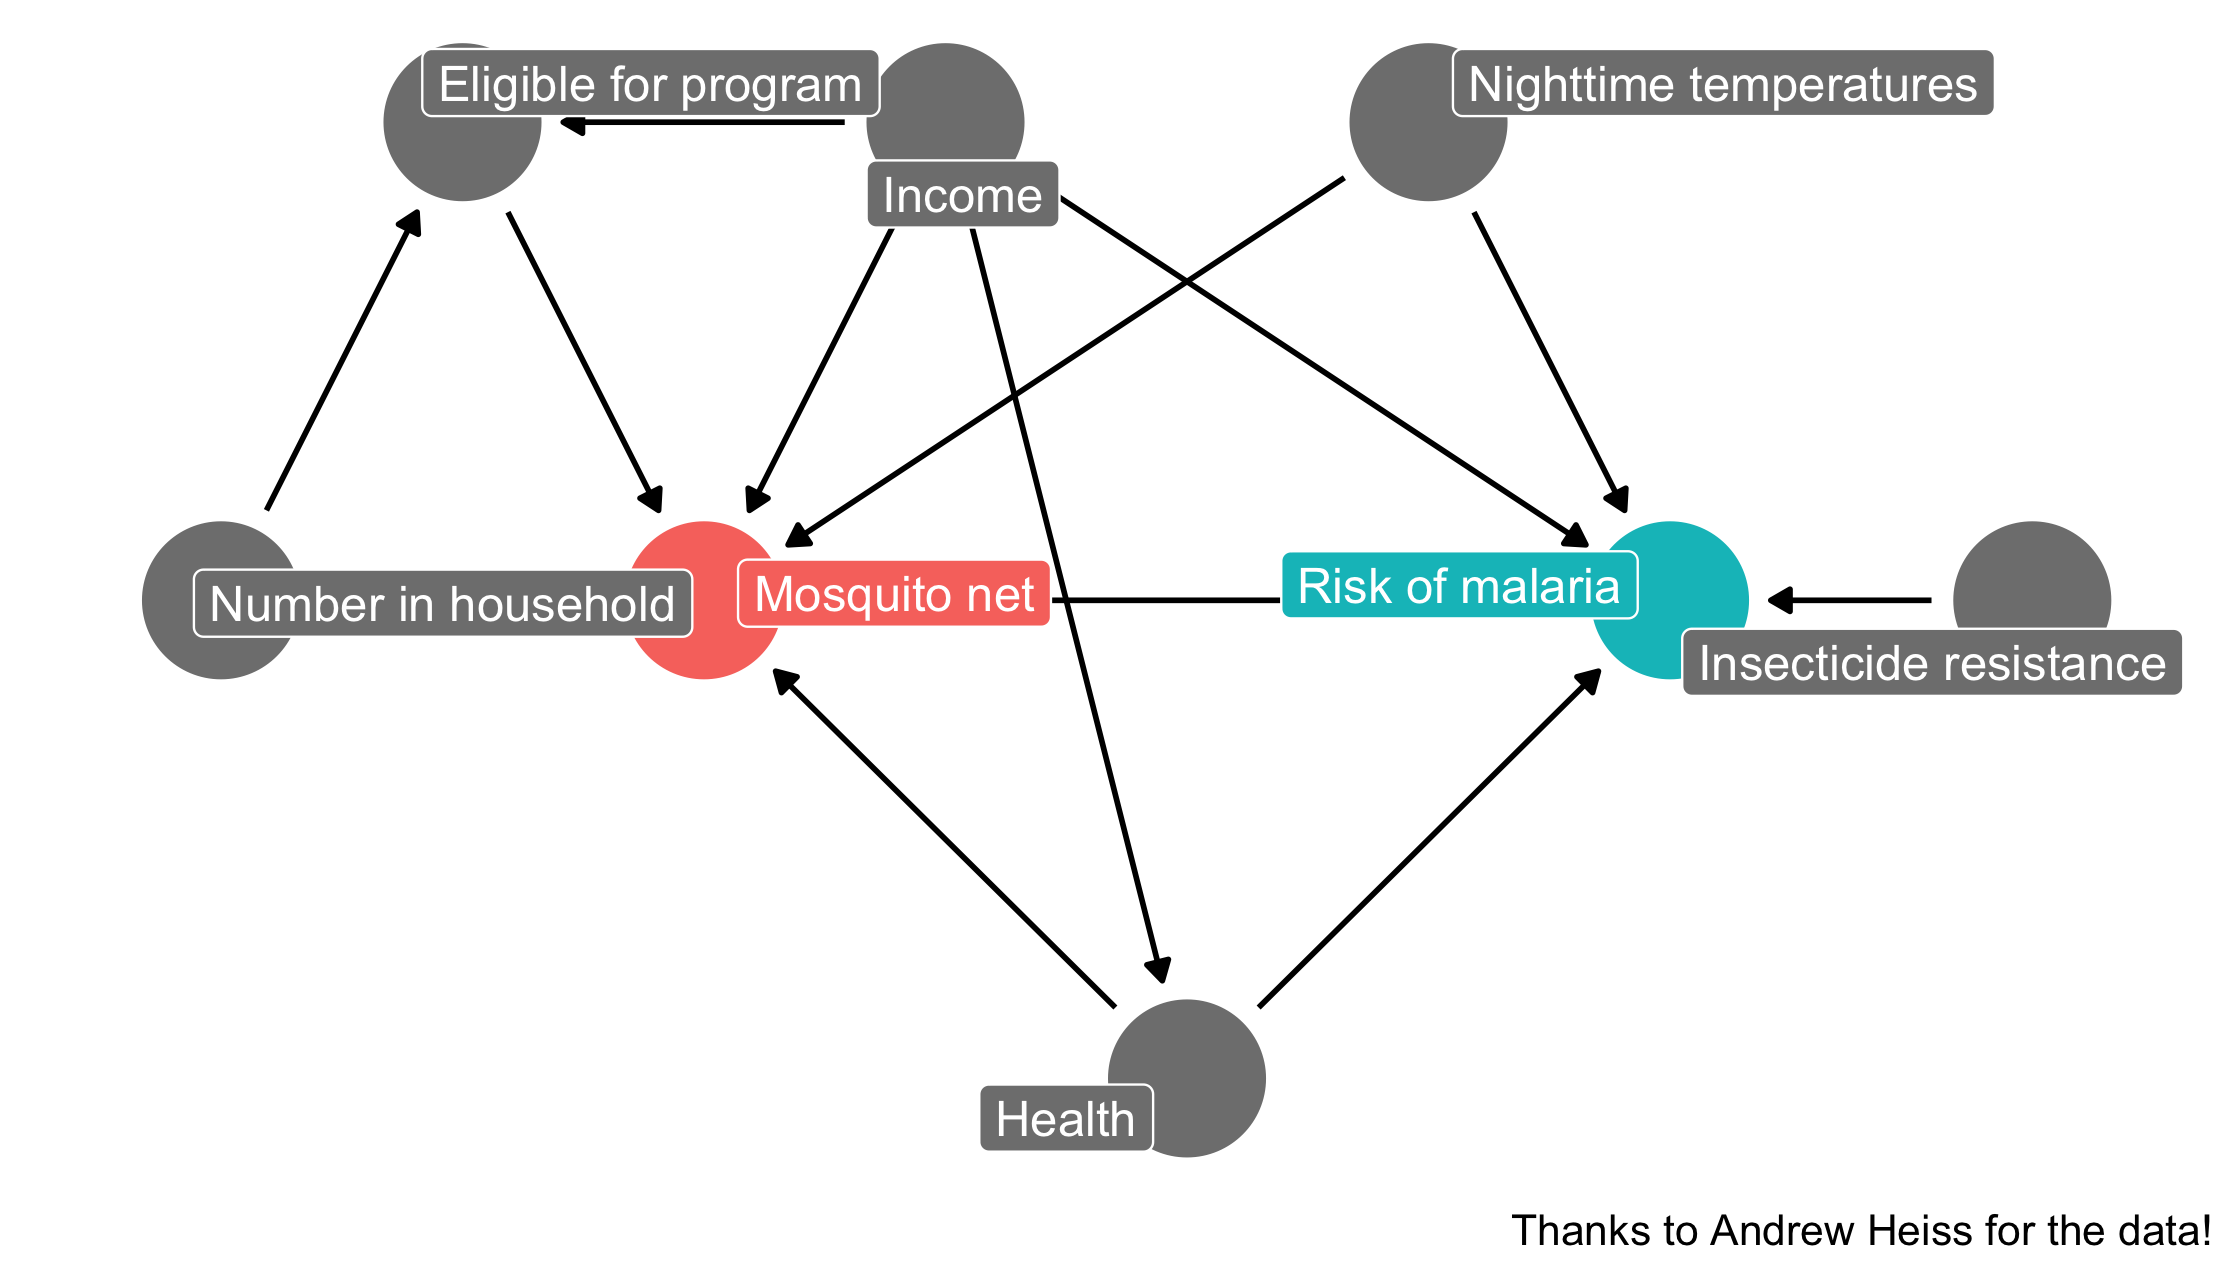 Eligible for program
Nighttime temperatures
Income
Number in household
Mosquito net
Risk of malaria
Insecticide resistance
Health
Thanks to Andrew Heiss for the data!